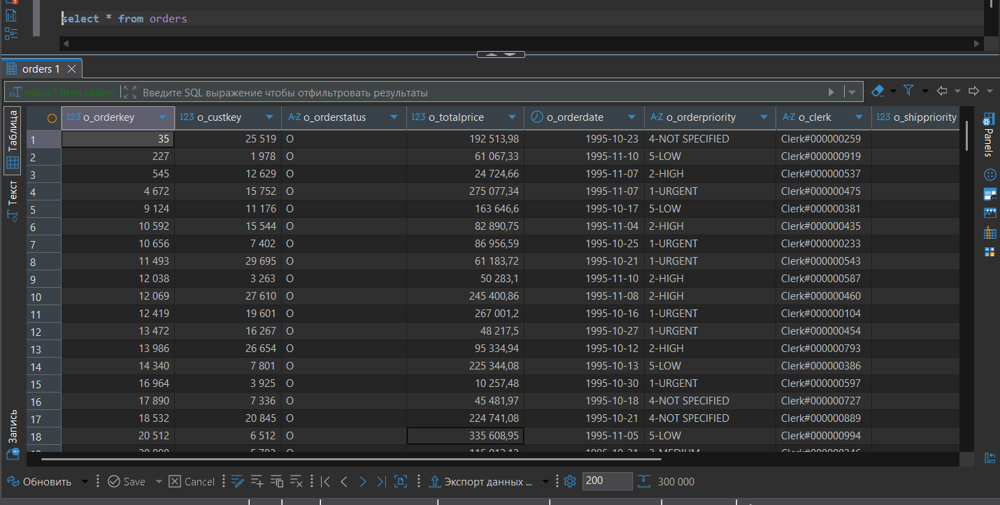 select * from orders
orders 1
select * from orders Введите SQL выражение чтобы отфильтровать результаты
Таблица
Текст
Запись
Panels
123 o_orderkey 123 o_custkey A-Z o_orderstatus 123 o_totalprice o_orderdate A-Z o_orderpriority A-Z o_clerk 123 o_shippriority
1 35 25 519 O 192 513,98 1995-10-23 4-NOT SPECIFIED Clerk#000000259
2 227 1 978 O 61 067,33 1995-11-10 5-LOW Clerk#000000919
3 545 12 629 O 24 724,66 1995-11-07 2-HIGH Clerk#000000537
4 4 672 15 752 O 275 077,34 1995-11-07 1-URGENT Clerk#000000475
5 9 124 11 176 O 163 646,6 1995-10-17 5-LOW Clerk#000000381
6 10 592 15 544 O 82 890,75 1995-11-04 2-HIGH Clerk#000000435
7 10 656 7 402 O 86 956,59 1995-10-25 1-URGENT Clerk#000000233
8 11 493 29 695 O 61 183,72 1995-10-21 1-URGENT Clerk#000000543
9 12 038 3 263 O 50 283,1 1995-11-10 2-HIGH Clerk#000000587
10 12 069 27 610 O 245 400,86 1995-11-08 2-HIGH Clerk#000000460
11 12 419 19 601 O 267 001,2 1995-10-16 1-URGENT Clerk#000000104
12 13 472 16 267 O 48 217,5 1995-10-27 1-URGENT Clerk#000000454
13 13 986 26 654 O 95 334,94 1995-10-12 2-HIGH Clerk#000000793
14 14 340 7 801 O 225 344,08 1995-10-13 5-LOW Clerk#000000386
15 16 964 3 925 O 10 257,48 1995-10-30 1-URGENT Clerk#000000597
16 17 890 7 336 O 45 481,97 1995-10-18 4-NOT SPECIFIED Clerk#000000727
17 18 532 20 845 O 224 741,08 1995-10-21 4-NOT SPECIFIED Clerk#000000889
18 20 512 6 512 O 335 608,95 1995-11-05 5-LOW Clerk#000000994
Обновить Save Cancel Экспорт данных ... 200 300 000